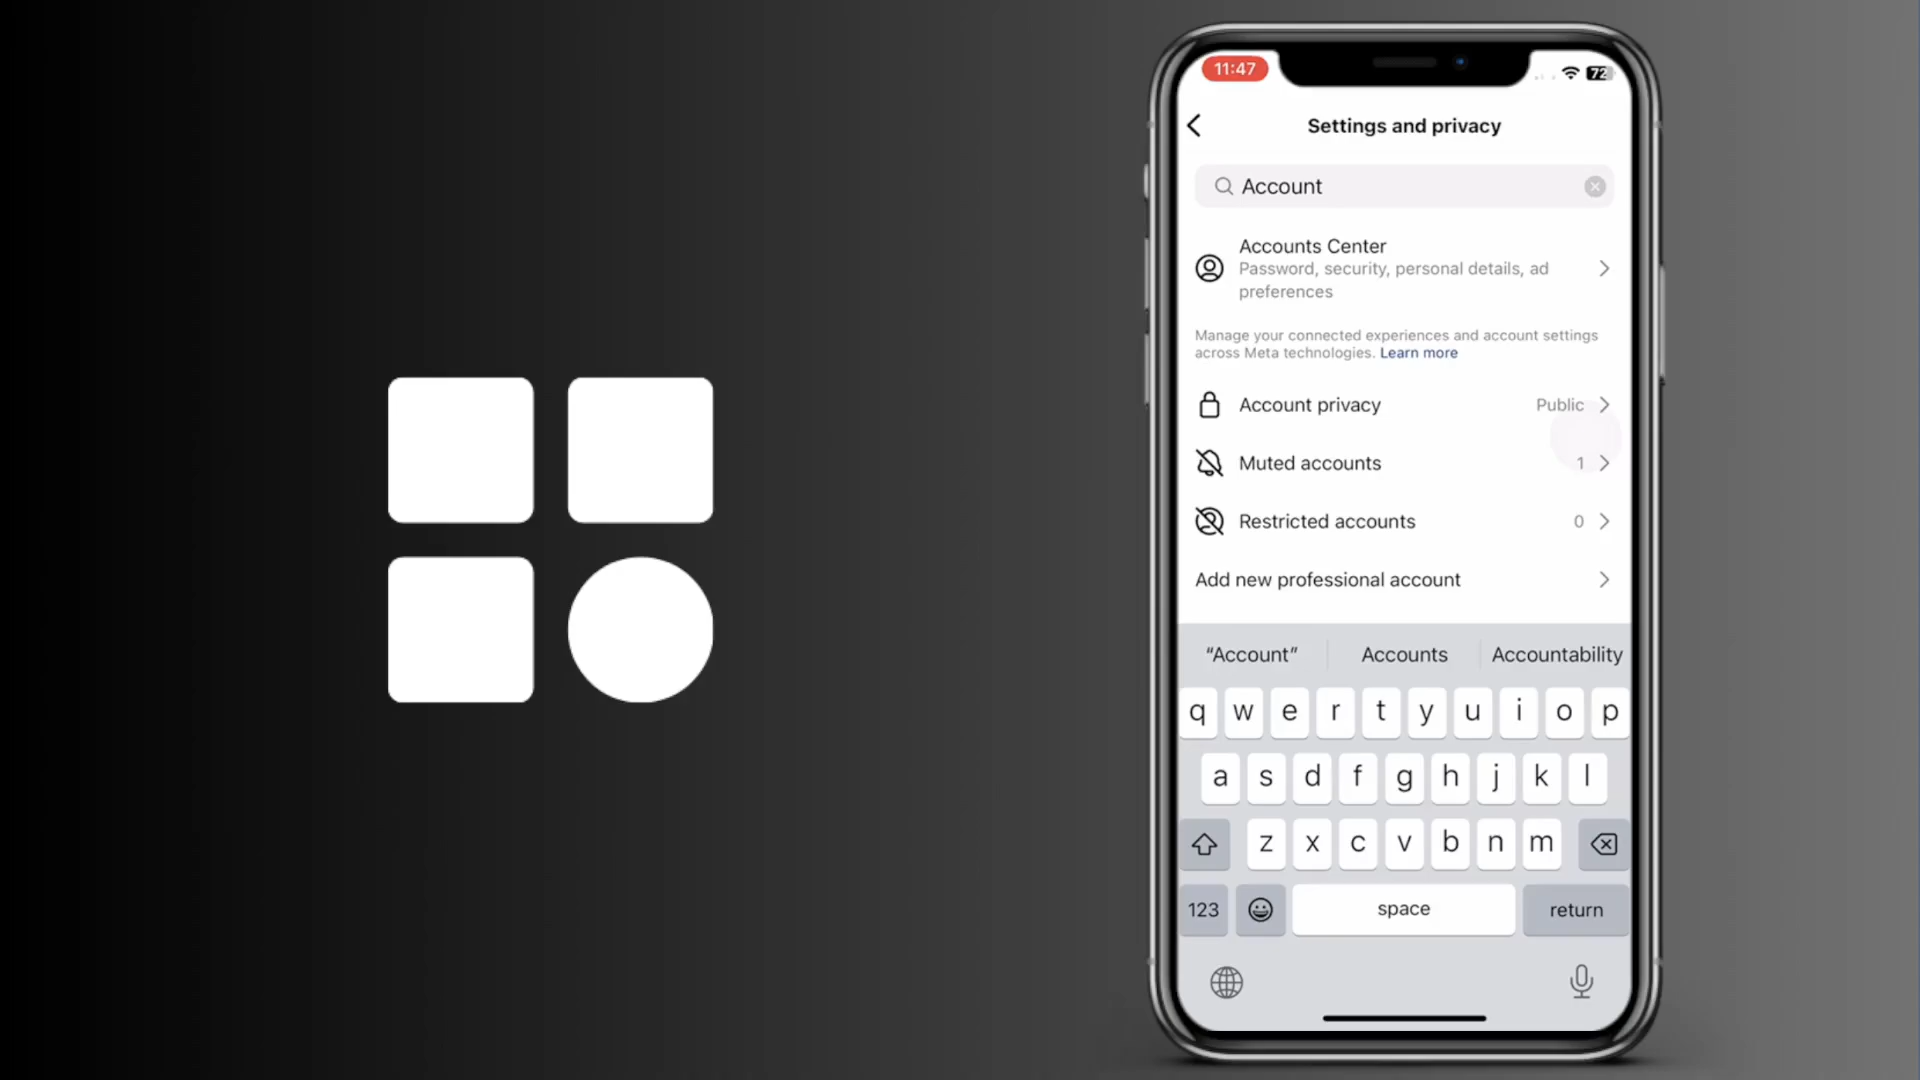 11:47
72
Settings and privacy
Account
Accounts Center
Password, security, personal details, ad
preferences
Manage your connected experiences and account settings
across Meta technologies. Learn more
Account privacy Public
Muted accounts 1
Restricted accounts 0
Add new professional account
“Account” Accounts Accountability
q w e r t y u i o p
a s d f g h j k l
z x c v b n m
123 space return